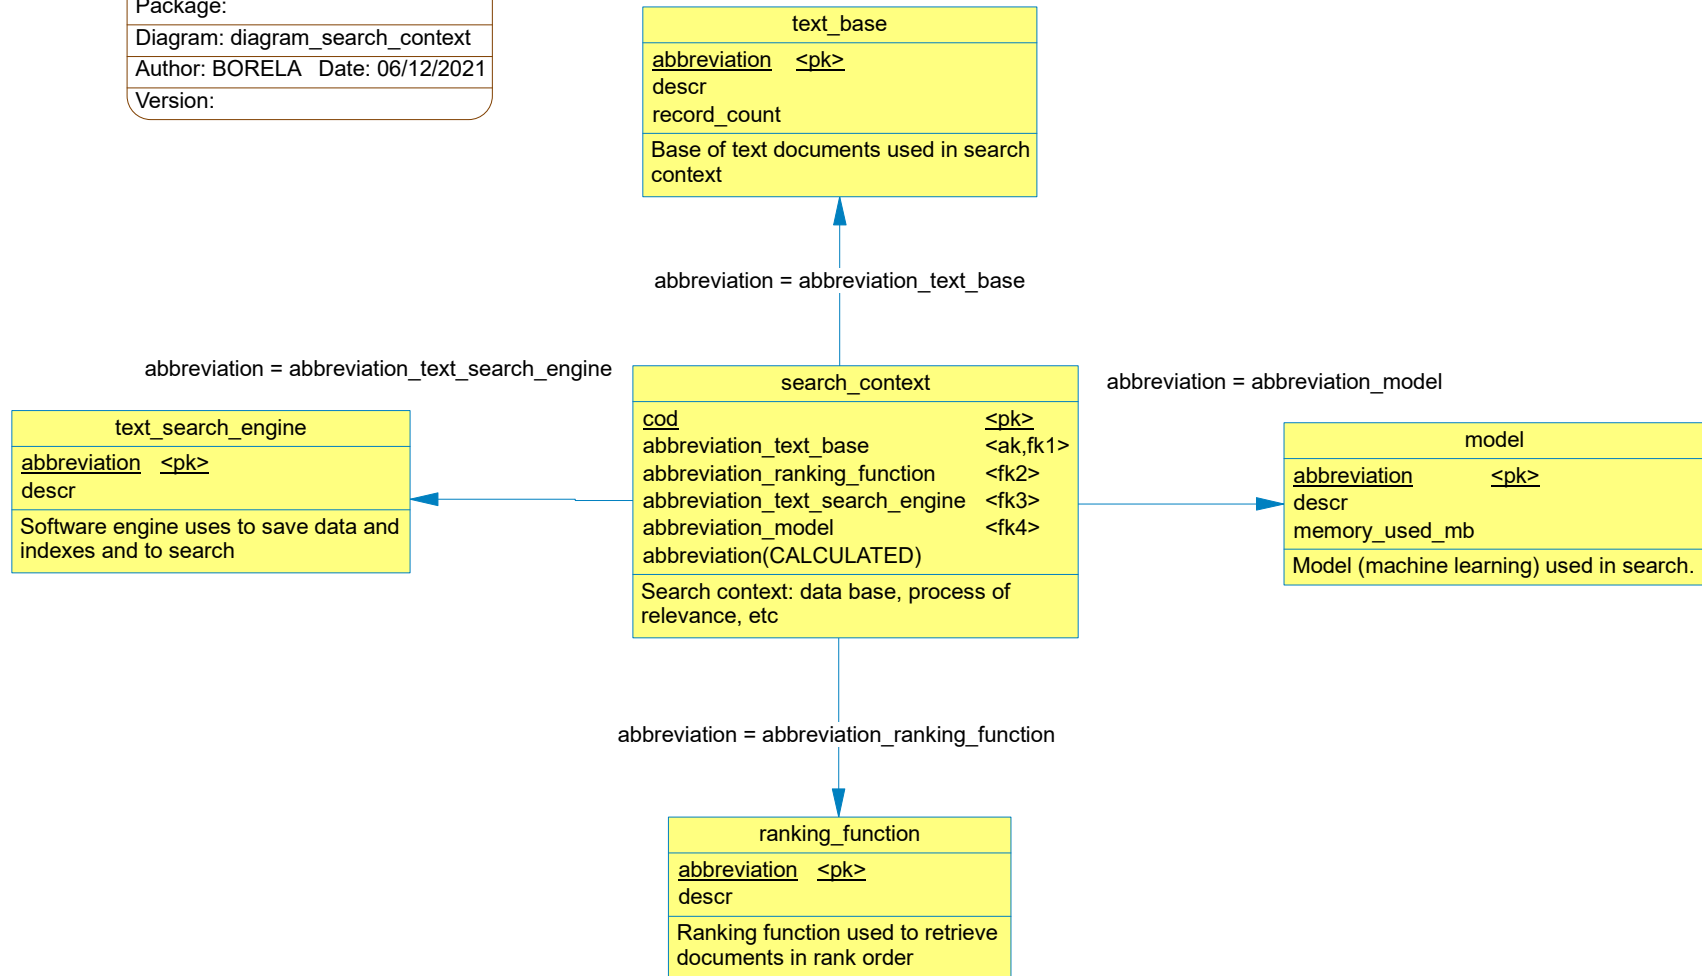 Package:
Diagram: diagram_search_context
Author: BORELA Date: 06/12/2021
Version:
text_base
abbreviation <pk>
descr
record_count
Base of text documents used in search
context
abbreviation = abbreviation_text_base
abbreviation = abbreviation_text_search_engine
abbreviation = abbreviation_model
text_search_engine
abbreviation <pk>
descr
Software engine uses to save data and
indexes and to search
search_context
cod <pk>
abbreviation_text_base <ak,fk1>
abbreviation_ranking_function <fk2>
abbreviation_text_search_engine <fk3>
abbreviation_model <fk4>
abbreviation(CALCULATED)
Search context: data base, process of
relevance, etc
model
abbreviation <pk>
descr
memory_used_mb
Model (machine learning) used in search.
abbreviation = abbreviation_ranking_function
ranking_function
abbreviation <pk>
descr
Ranking function used to retrieve
documents in rank order